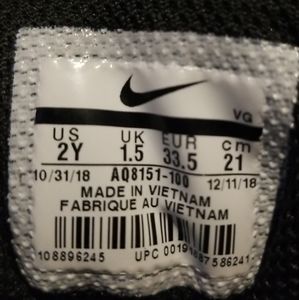 VG
US UK EUR cm
2Y 1.5 33.5 21
10/31/18 AQ8151-100 12/11/18
MADE IN VIETNAM
FABRIQUE AU VIETNAM
108896245